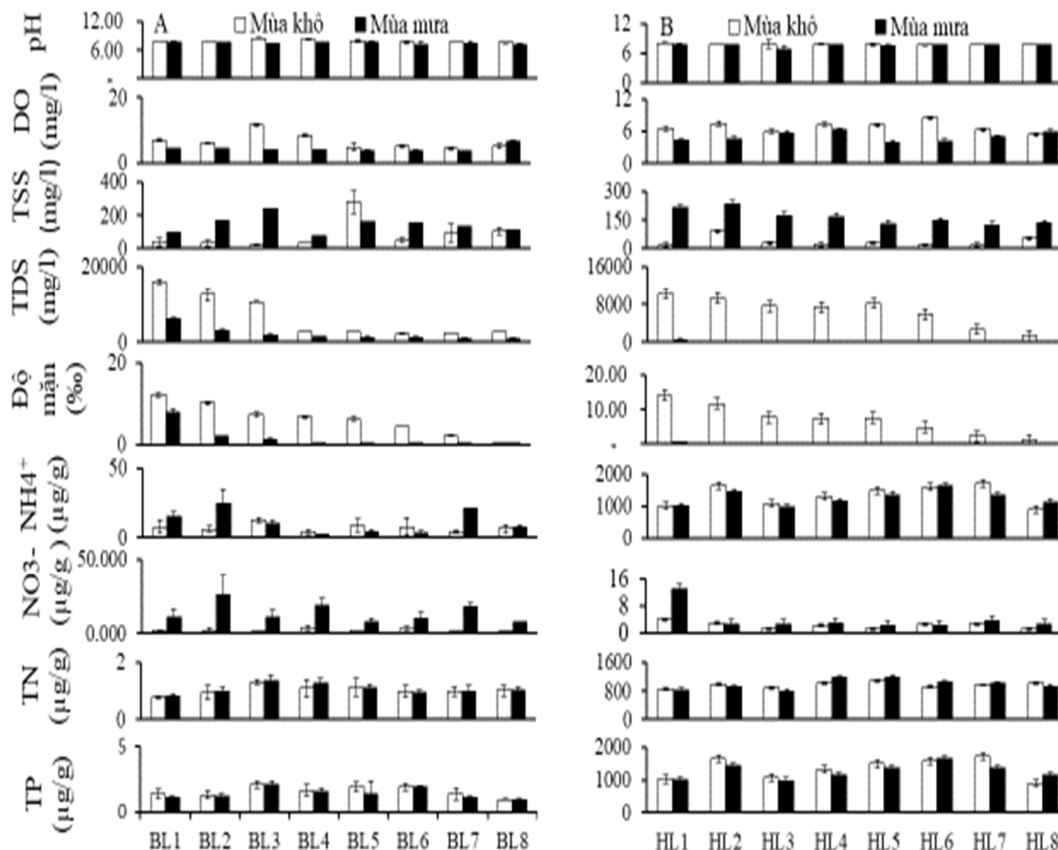 A Mùa khô Mùa mưa
B Mùa khô Mùa mưa
pH
12.00
6.00
12
6
0
DO
(mg/l)
20
0
12
6
0
TSS
(mg/l)
400
200
0
300
150
0
TDS
(mg/l)
20000
0
16000
8000
0
Độ
mặn
(‰)
20
0
20.00
10.00
NH4+
(µg/g)
50
0
2000
1000
0
NO3-
(µg/g)
50.000
0.000
16
8
0
TN
(µg/g)
2
0
1600
800
0
TP
(µg/g)
5
0
2000
1000
0
BL1 BL2 BL3 BL4 BL5 BL6 BL7 BL8
HL1 HL2 HL3 HL4 HL5 HL6 HL7 HL8